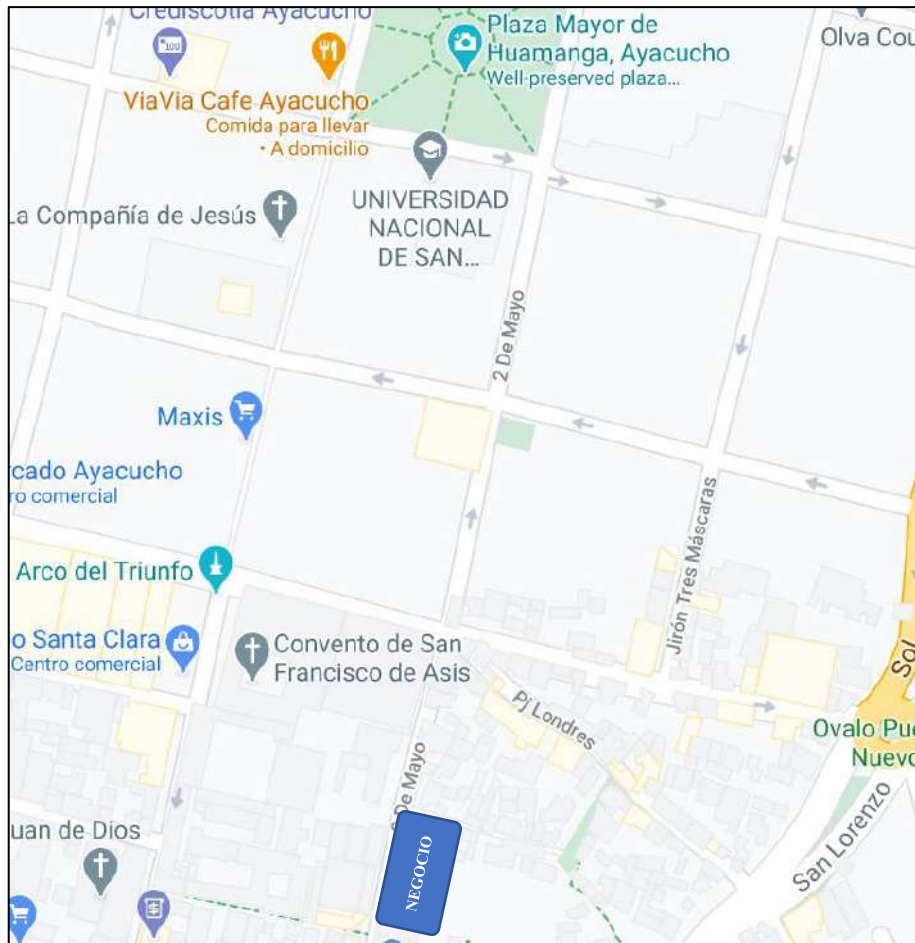 Crediscotia Ayacucho
Plaza Mayor de
Huamanga, Ayacucho
Well-preserved plaza...
Olva Cou
ViaVia Cafe Ayacucho
Comida para llevar
• A domicilio
La Compañía de Jesús
UNIVERSIDAD
NACIONAL
DE SAN...
2 De Mayo
Maxis
rcado Ayacucho
ro comercial
Jirón Tres Máscaras
Arco del Triunfo
o Santa Clara
Centro comercial
Convento de San
Francisco de Asis
Sol
Pj Londres
Ovalo Pue
Nuevo
2 De Mayo
San Lorenzo
uan de Dios
NEGOCIO